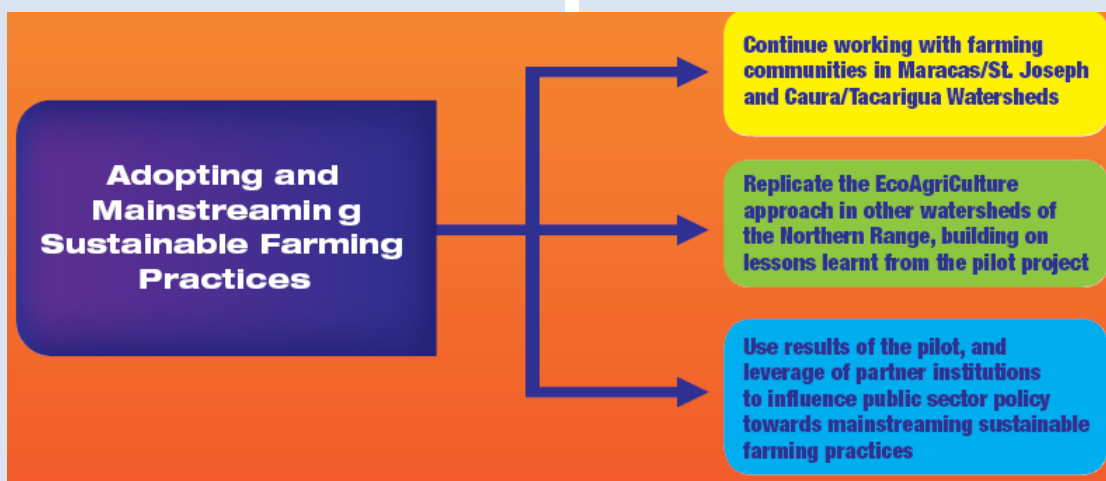 Adopting and
Mainstreaming
Sustainable Farming
Practices
Continue working with farming
communities in Maracas/St. Joseph
and Caura/Tacarigua Watersheds
Replicate the EcoAgriCulture
approach in other watersheds of
the Northern Range, building on
lessons learnt from the pilot project
Use results of the pilot, and
leverage of partner institutions
to influence public sector policy
towards mainstreaming sustainable
farming practices